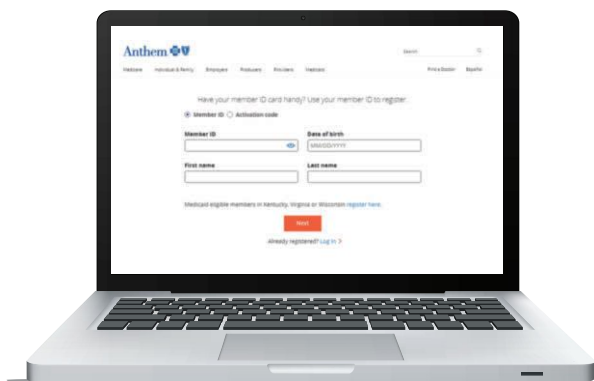 Anthem
Search
Medicare Individual & Family Employers Producers Providers Medicaid
Find a Doctor Español
Have your member ID card handy? Use your member ID to register.
Member ID Activation code
Member ID Date of birth
MM/DD/YYYY
First name Last name
Medicaid eligible members in Kentucky, Virginia or Wisconsin register here.
Next
Already registered? Log in >